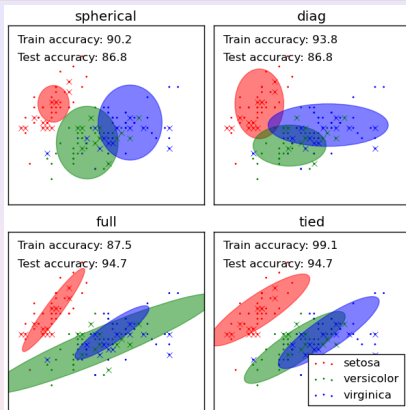 spherical
Train accuracy: 90.2
Test accuracy: 86.8
diag
Train accuracy: 93.8
Test accuracy: 86.8
full
Train accuracy: 87.5
Test accuracy: 94.7
tied
Train accuracy: 99.1
Test accuracy: 94.7
setosa
versicolor
virginica